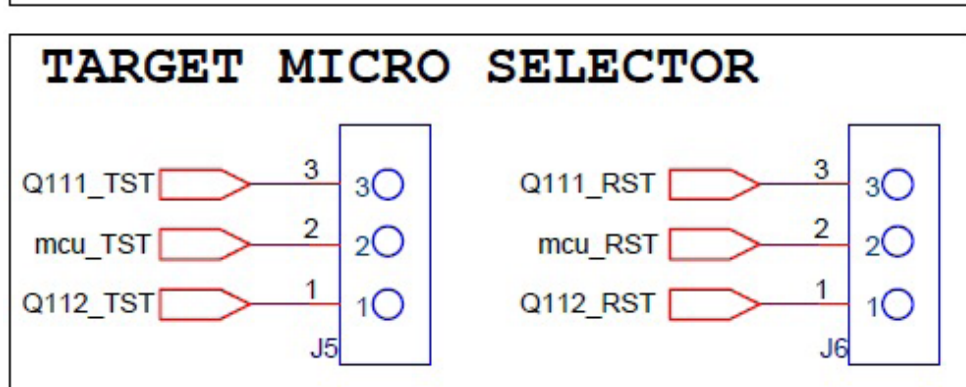 TARGET MICRO SELECTOR
Q111_TST 3 3
mcu_TST 2 2
Q112_TST 1 1
J5
Q111_RST 3 3
mcu_RST 2 2
Q112_RST 1 1
J6